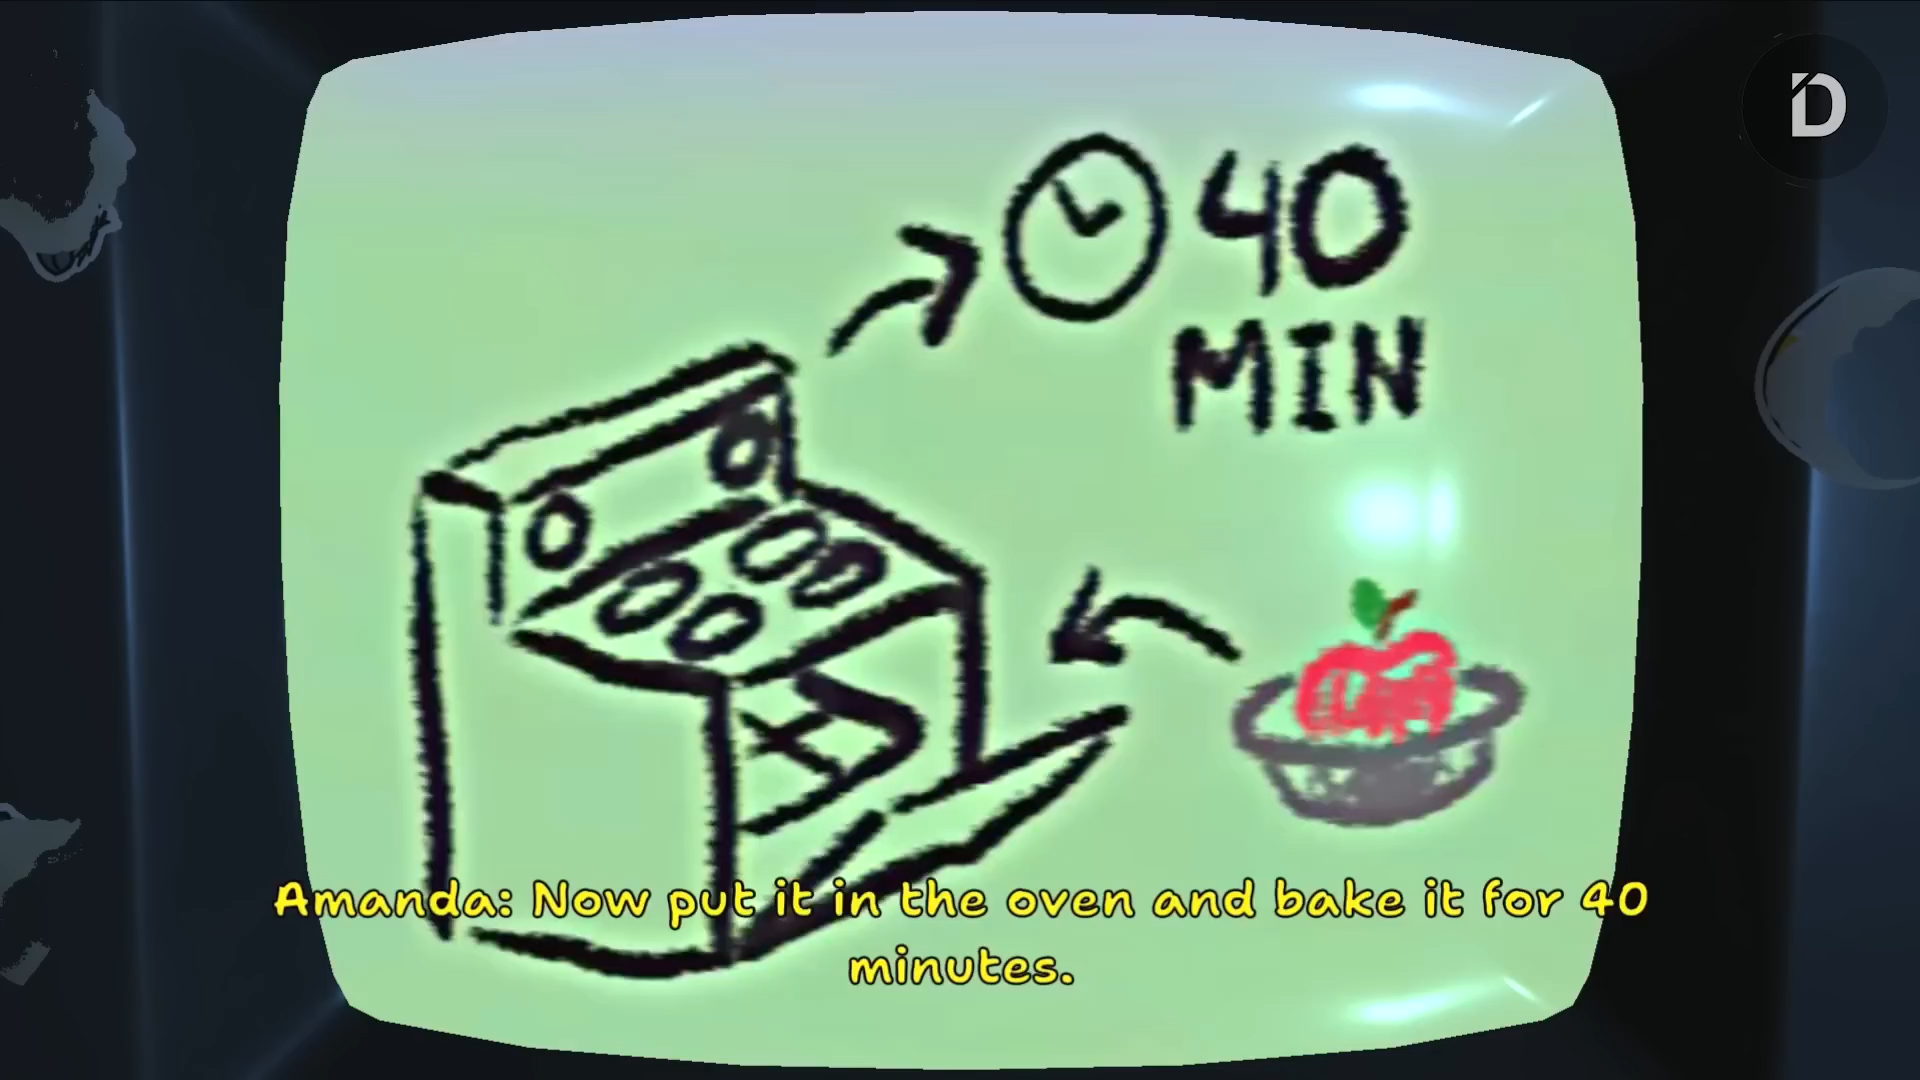 40
MIN
Amanda: Now put it in the oven and bake it for 40
minutes.